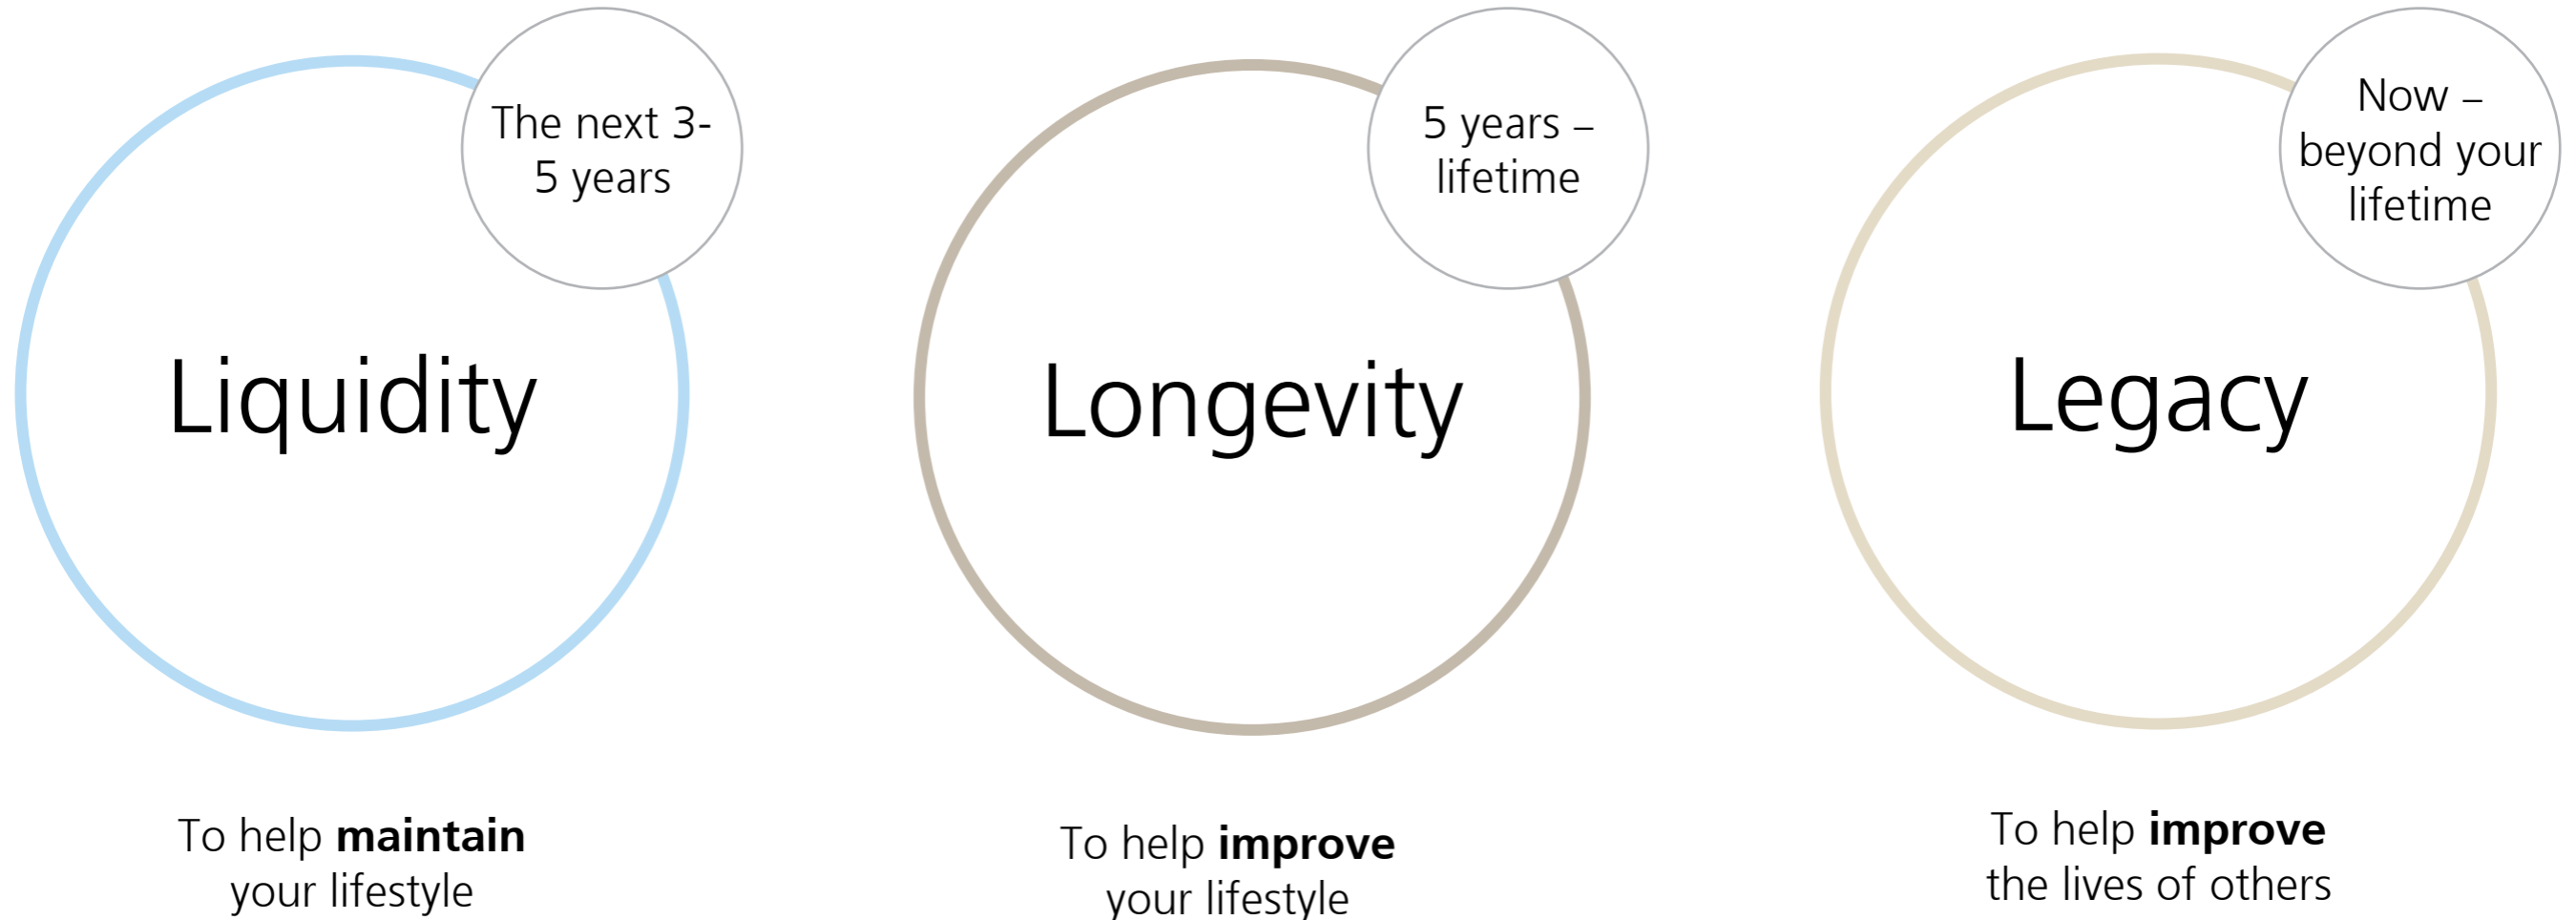 The next 3-
5 years
Liquidity
To help maintain
your lifestyle
5 years –
lifetime
Longevity
To help improve
your lifestyle
Now –
beyond your
lifetime
Legacy
To help improve
the lives of others